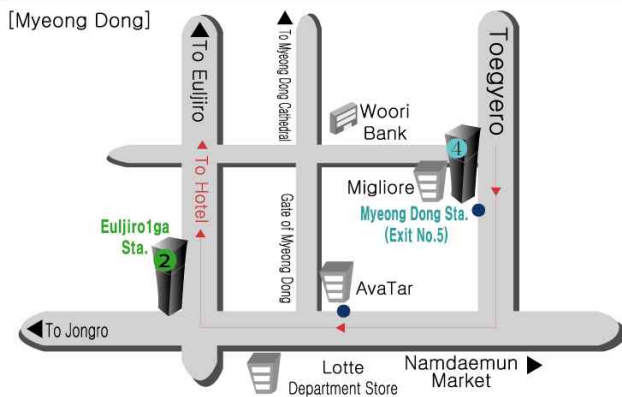 [Myeong Dong]
To Euljiro
To Myeong Dong Cathedral
Toegyero
Woori
Bank
4
To Hotel
Migliore
Gate of Myeong Dong
Myeong Dong Sta.
(Exit No.5)
Euljiro1ga
Sta.
2
AvaTar
To Jongro
Lotte
Department Store
Namdaemun
Market